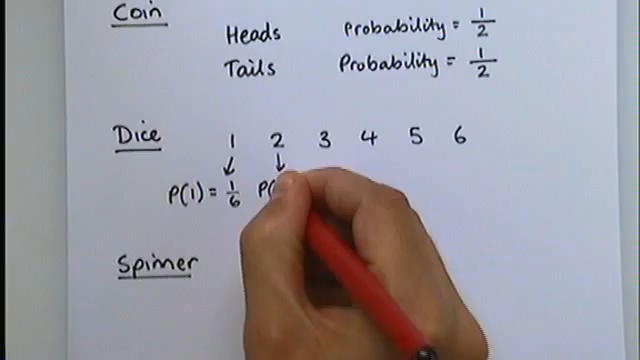 Coin
Heads Probability = 1/2
Tails Probability = 1/2
Dice 1 2 3 4 5 6
P(1) = 1/6 P(
Spinner